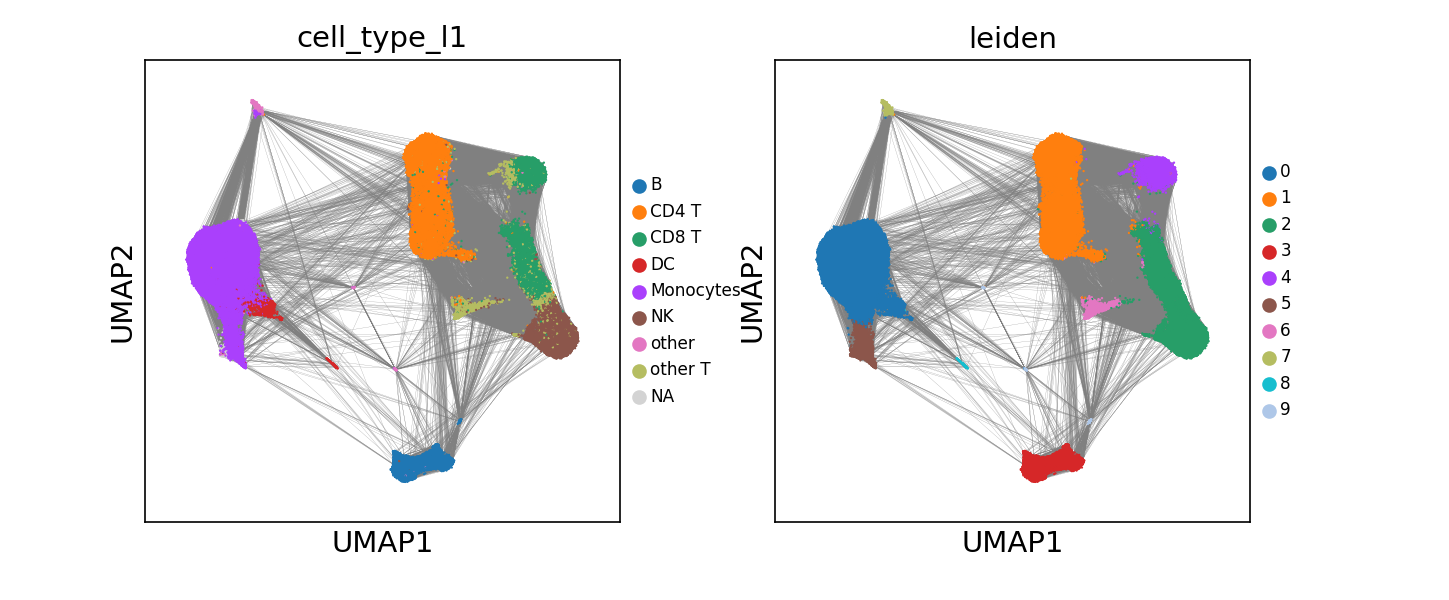 cell_type_l1
UMAP2
UMAP1
B
CD4 T
CD8 T
DC
Monocytes
NK
other
other T
NA
leiden
UMAP2
UMAP1
0
1
2
3
4
5
6
7
8
9